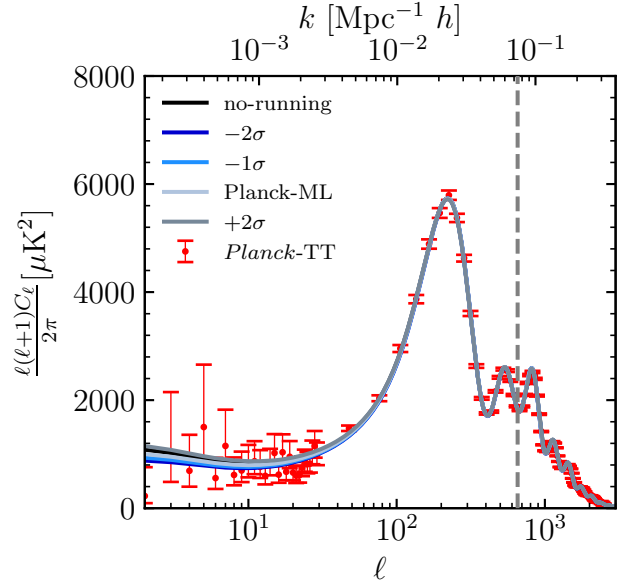 k [Mpc⁻¹ h]
10⁻³ 10⁻² 10⁻¹
8000
6000
4000
2000
0
ℓ(ℓ+1)C_ℓ/2π [μK²]
no-running
−2σ
−1σ
Planck-ML
+2σ
Planck-TT
10¹ 10² 10³
ℓ